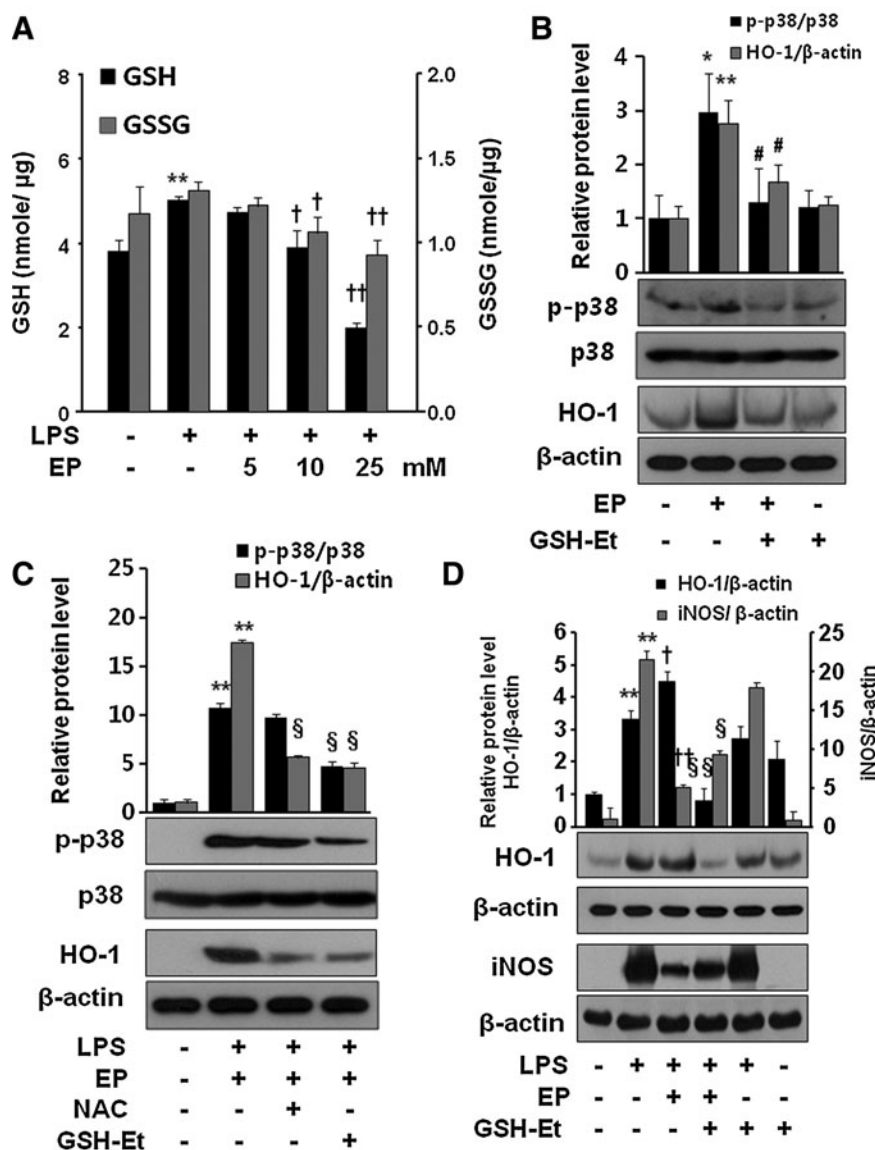 A
GSH
GSSG
GSH (nmole/ μg)
8
6
4
2
0
GSSG (nmole/μg)
2.0
1.5
1.0
0.5
0.0
** † † †† ††
LPS - + + + +
EP - - 5 10 25 mM
B
p-p38/p38
HO-1/β-actin
Relative protein level
4
3
2
1
0
* ** # #
p-p38
p38
HO-1
β-actin
EP - + + -
GSH-Et - - + +
C
p-p38/p38
HO-1/β-actin
Relative protein level
25
20
15
10
5
0
** ** § § §
p-p38
p38
HO-1
β-actin
LPS - + + +
EP - + + +
NAC - - + -
GSH-Et - - - +
D
HO-1/β-actin
iNOS/ β-actin
Relative protein level
HO-1/β-actin
6
5
4
3
2
1
0
iNOS/β-actin
25
20
15
10
5
0
** ** † †† §§ §
HO-1
β-actin
iNOS
β-actin
LPS - + + + + -
EP - - + + - -
GSH-Et - - - + + +